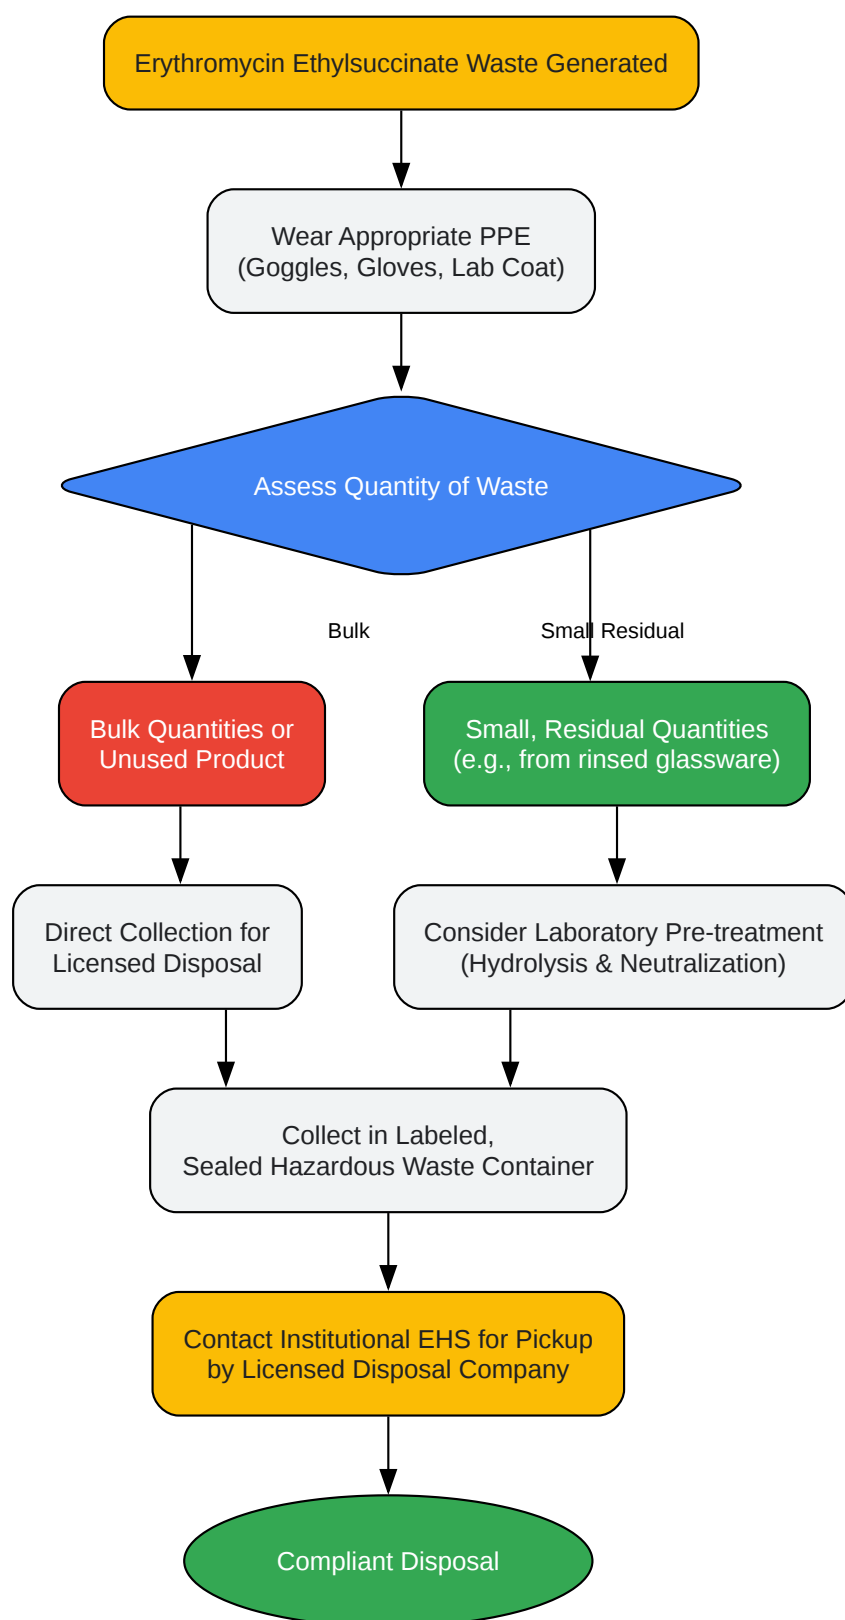 Erythromycin Ethylsuccinate Waste Generated
Wear Appropriate PPE
(Goggles, Gloves, Lab Coat)
Assess Quantity of Waste
Bulk
Small Residual
Bulk Quantities or
Unused Product
Small, Residual Quantities
(e.g., from rinsed glassware)
Direct Collection for
Licensed Disposal
Consider Laboratory Pre-treatment
(Hydrolysis & Neutralization)
Collect in Labeled,
Sealed Hazardous Waste Container
Contact Institutional EHS for Pickup
by Licensed Disposal Company
Compliant Disposal